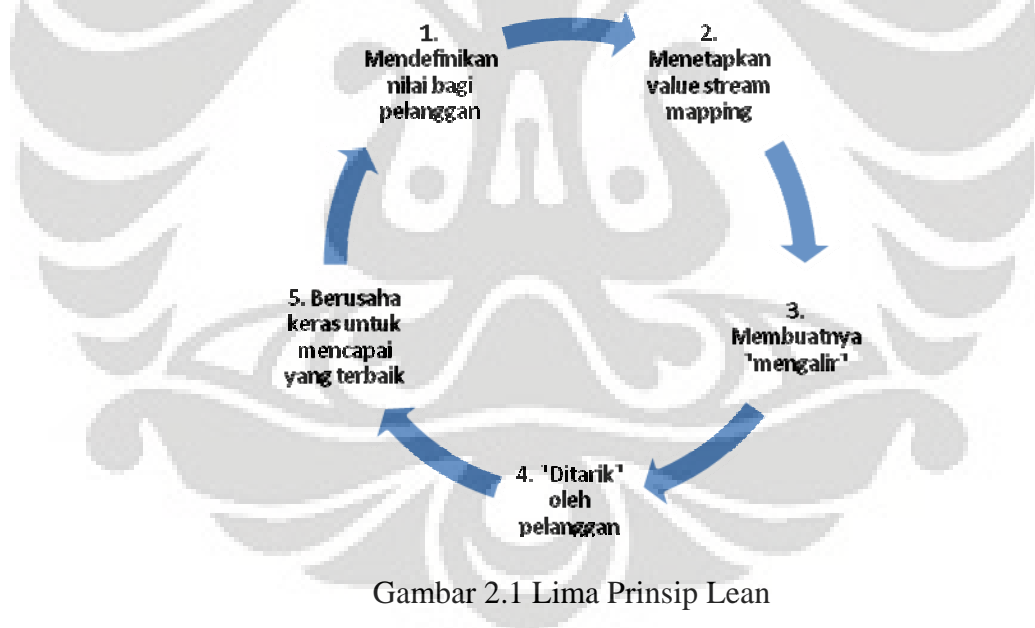 1.
Mendefinikan
nilai bagi
pelanggan
2.
Menetapkan
value stream
mapping
3.
Membuatnya
'mengalir'
4. 'Ditarik'
oleh
pelanggan
5. Berusaha
keras untuk
mencapai
yang terbaik
Gambar 2.1 Lima Prinsip Lean